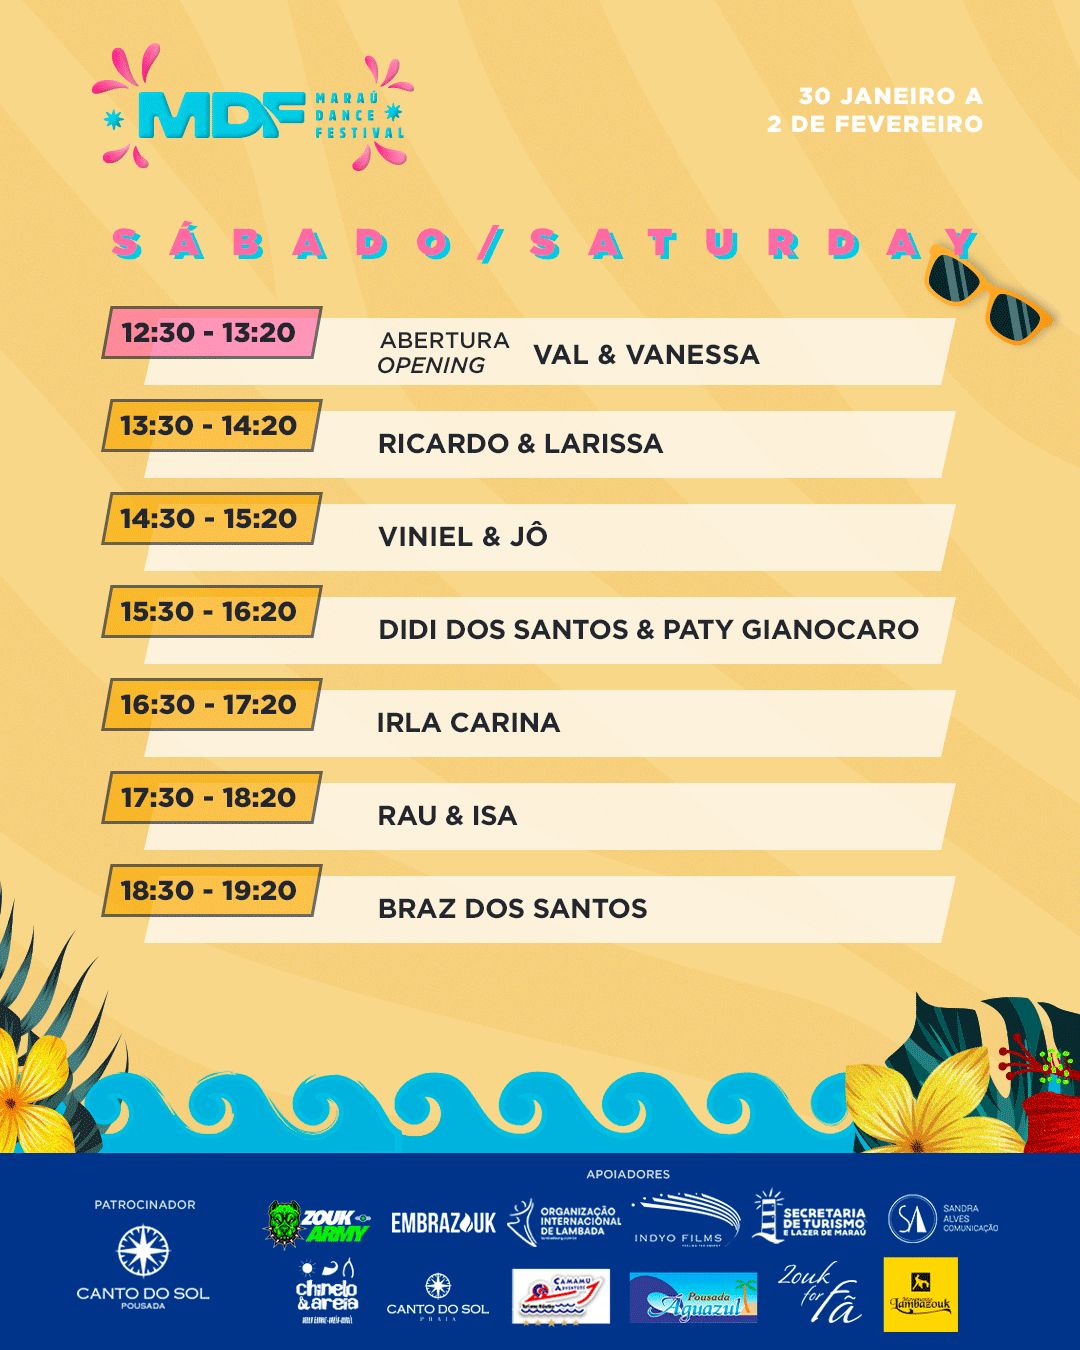 MDF
MARAÚ
DANCE
FESTIVAL
30 JANEIRO A
2 DE FEVEREIRO
SÁBADO/SATURDAY
12:30 - 13:20
ABERTURA
OPENING
VAL & VANESSA
13:30 - 14:20
RICARDO & LARISSA
14:30 - 15:20
VINIEL & JÔ
15:30 - 16:20
DIDI DOS SANTOS & PATY GIANOCARO
16:30 - 17:20
IRLA CARINA
17:30 - 18:20
RAU & ISA
18:30 - 19:20
BRAZ DOS SANTOS
APOIADORES
PATROCINADOR
CANTO DO SOL
POUSADA
ZOUK
ARMY
EMBRAZOUK
ORGANIZAÇÃO
INTERNACIONAL
DE LAMBADA
INDYO FILMS
SECRETARIA
DE TURISMO
E LAZER DE MARAÚ
SA
SANDRA
ALVES
COMUNICAÇÃO
chinelo
& areia
CANTO DO SOL
PRAIA
CAMAMU
ADVENTURE
Pousada
Aguazul
Zouk
for
fã
Movimento
Lambazouk